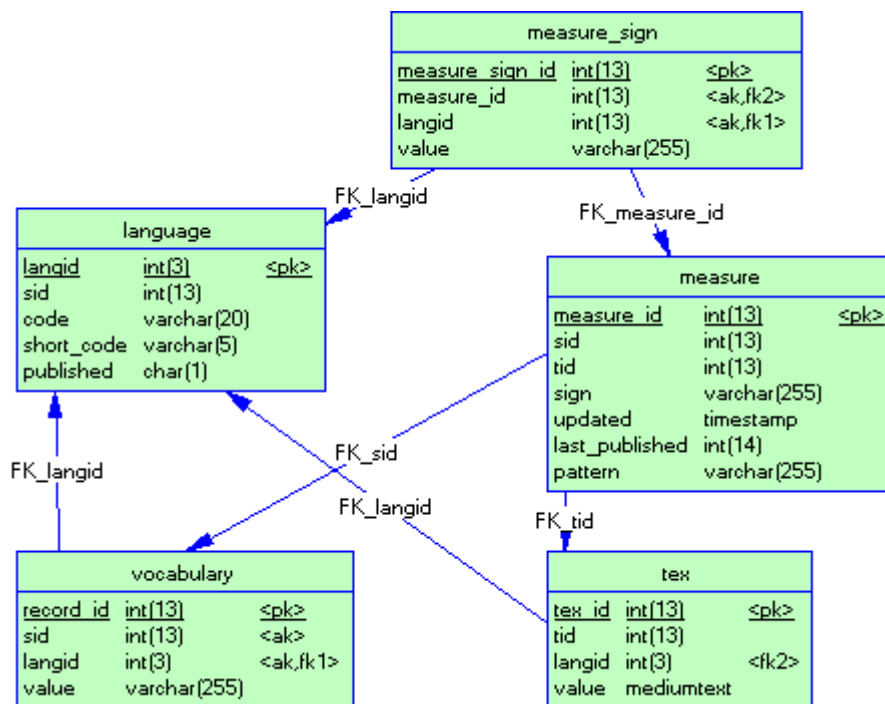 measure_sign
measure_sign_id int(13) <pk>
measure_id int(13) <ak,fk2>
langid int(13) <ak,fk1>
value varchar(255)
FK_langid
FK_measure_id
language
langid int(3) <pk>
sid int(13)
code varchar(20)
short_code varchar(5)
published char(1)
measure
measure_id int(13) <pk>
sid int(13)
tid int(13)
sign varchar(255)
updated timestamp
last_published int(14)
pattern varchar(255)
FK_sid
FK_langid
FK_langid
FK_tid
vocabulary
record_id int(13) <pk>
sid int(13) <ak>
langid int(3) <ak,fk1>
value varchar(255)
tex
tex_id int(13) <pk>
tid int(13)
langid int(3) <fk2>
value mediumtext